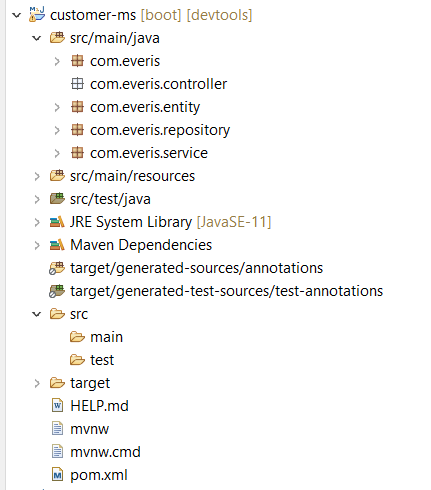 customer-ms [boot] [devtools]
src/main/java
com.everis
com.everis.controller
com.everis.entity
com.everis.repository
com.everis.service
src/main/resources
src/test/java
JRE System Library [JavaSE-11]
Maven Dependencies
target/generated-sources/annotations
target/generated-test-sources/test-annotations
src
main
test
target
HELP.md
mvnw
mvnw.cmd
pom.xml